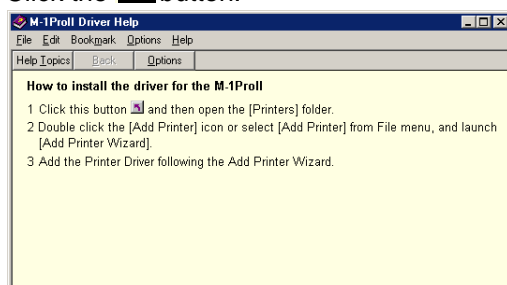 Click the button.
M-1ProII Driver Help
File Edit Bookmark Options Help
Help Topics Back Options
How to install the driver for the M-1ProII
1 Click this button and then open the [Printers] folder.
2 Double click the [Add Printer] icon or select [Add Printer] from File menu, and launch
[Add Printer Wizard].
3 Add the Printer Driver following the Add Printer Wizard.